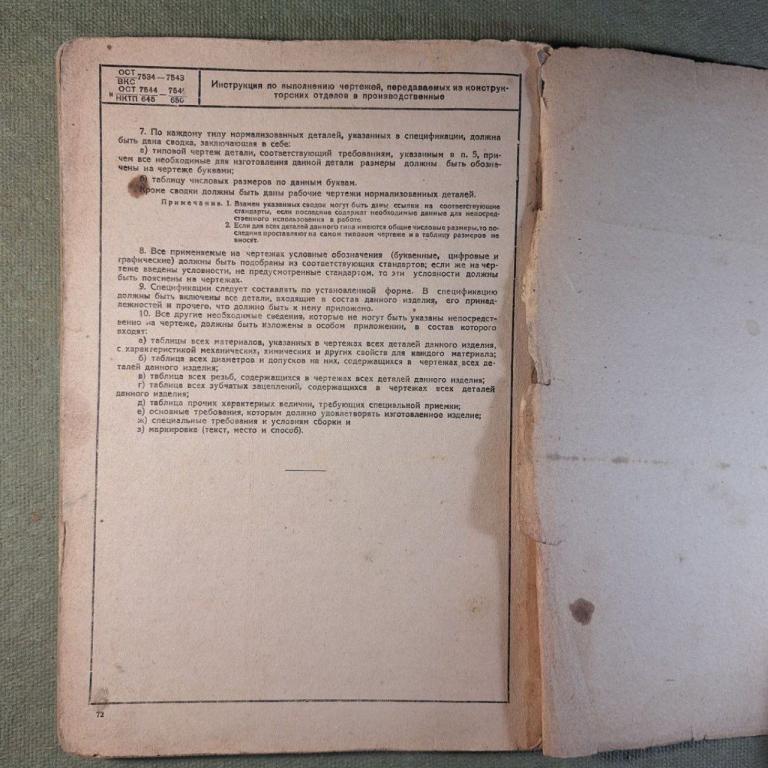 ОСТ 7534—7543
ВКС
ОСТ 7544—754
и НКТП 645 650
Инструкция по выполнению чертежей, передаваемых из конструк-
торских отделов в производственные
7. По каждому типу нормализованных деталей, указанных в спецификации, должна
быть дана сводка, заключающая в себе:
а) типовой чертеж детали, соответствующий требованиям, указанным в п. 5, при-
чем все необходимые для изготовления данной детали размеры должны быть обозна-
чены на чертеже буквами;
б) таблицу числовых размеров по данным буквам.
Кроме сводки должны быть даны рабочие чертежи нормализованных деталей.
Примечания. 1. Взамен указанных сводок могут быть даны ссылки на соответствующие
стандарты, если последние содержат необходимые данные для непосред-
ственного использования в работе.
2. Если для всех деталей данного типа имеются общие числовые размеры, то по-
следние проставляют на самом типовом чертеже и в таблицу размеров не
вносят.
8. Все применяемые на чертежах условные обозначения (буквенные, цифровые и
графические) должны быть подобраны из соответствующих стандартов; если же на чер-
теже введены условности, не предусмотренные стандартом, то эти условности должны
быть пояснены на чертежах.
9. Спецификации следует составлять по установленной форме. В спецификацию
должны быть включены все детали, входящие в состав данного изделия, его принад-
лежностей и прочего, что должно быть к нему приложено.
10. Все другие необходимые сведения, которые не могут быть указаны непосредст-
венно на чертеже, должны быть изложены в особом приложении, в состав которого
входят:
а) таблицы всех материалов, указанных в чертежах всех деталей данного изделия,
с характеристикой механических, химических и других свойств для каждого материала;
б) таблица всех диаметров и допусков на них, содержащихся в чертежах всех де-
талей данного изделия;
в) таблица всех резьб, содержащихся в чертежах всех деталей данного изделия;
г) таблица всех зубчатых зацеплений, содержащихся в чертежах всех деталей
данного изделия;
д) таблица прочих характерных величин, требующих специальной приемки;
е) основные требования, которым должно удовлетворять изготовленное изделие;
ж) специальные требования к условиям сборки и
з) маркировка (текст, место и способ).
72